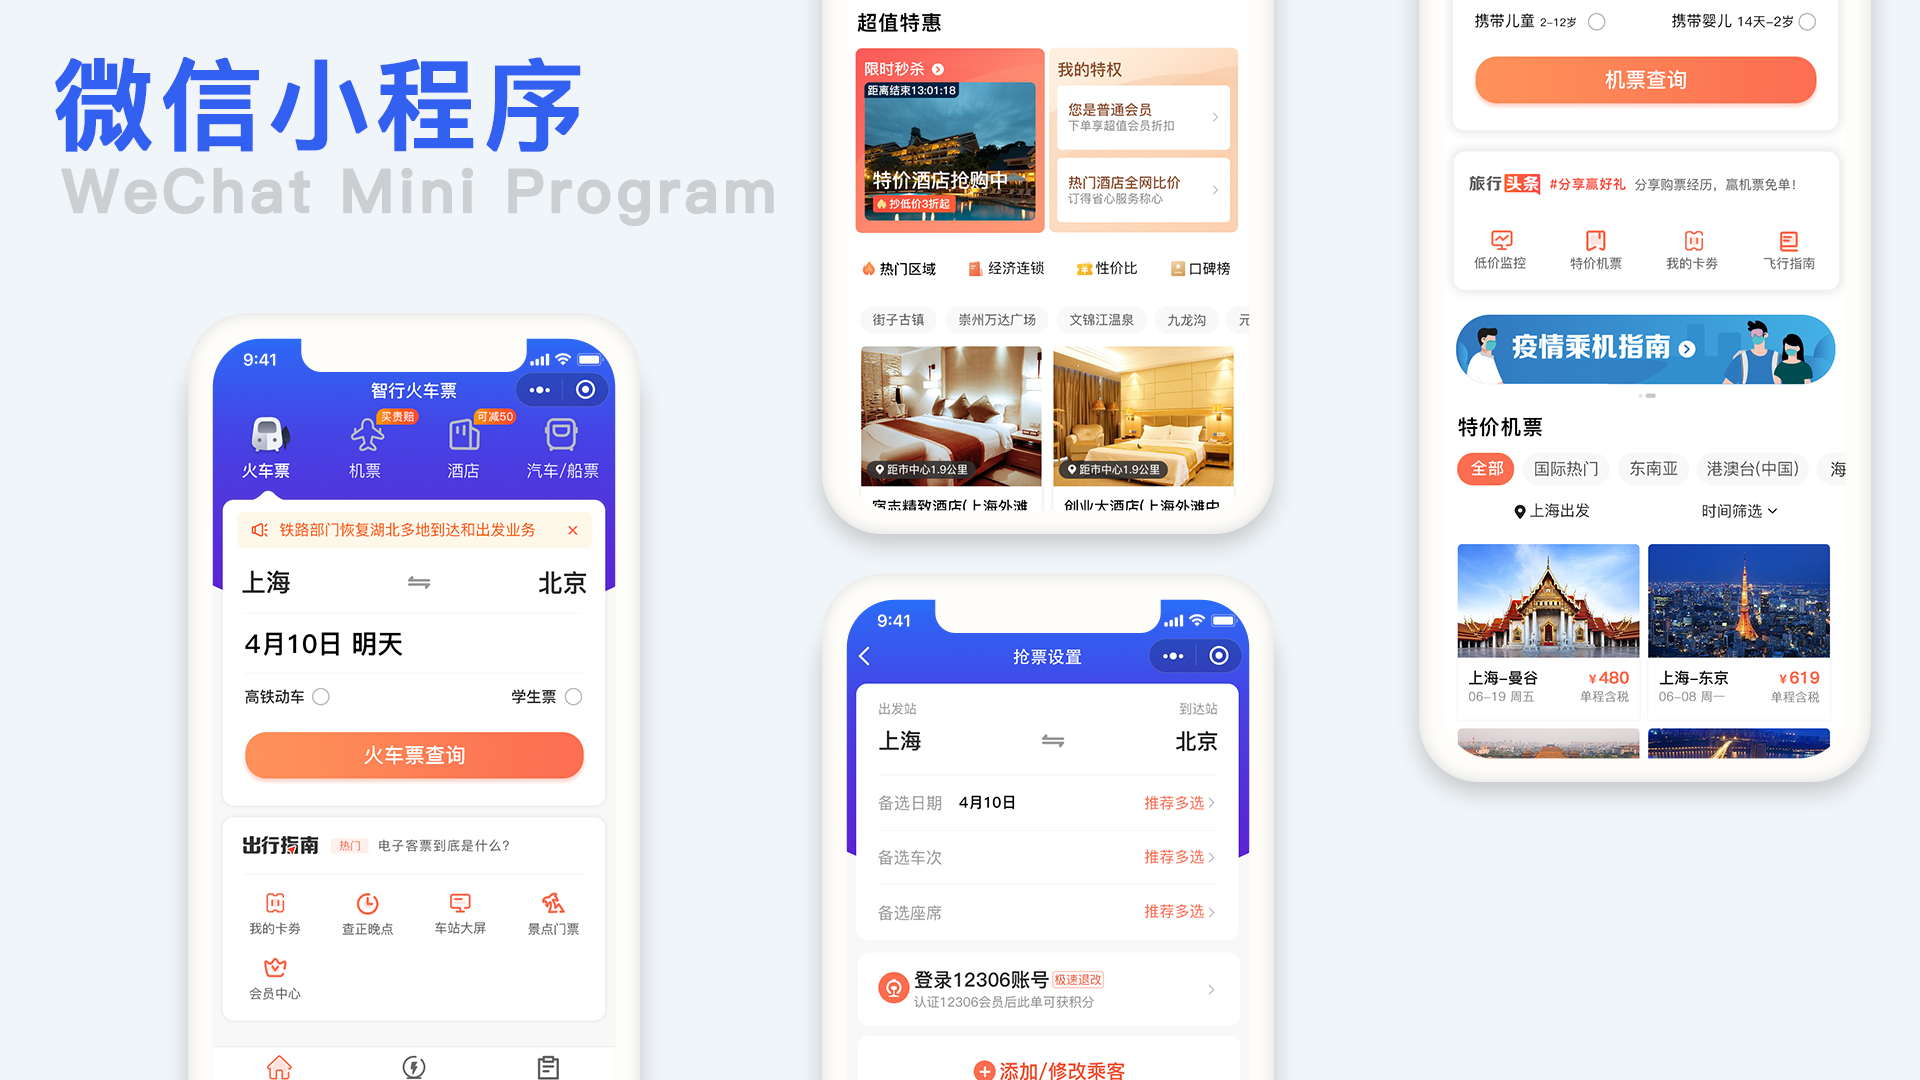 微信小程序
WeChat Mini Program
9:41
智行火车票
买贵赔
可减50
火车票
机票
酒店
汽车/船票
铁路部门恢复湖北多地到达和出发业务
上海
北京
4月10日 明天
高铁动车
学生票
火车票查询
出行指南
热门
电子客票到底是什么?
我的卡券
查正晚点
车站大屏
景点门票
会员中心
超值特惠
限时秒杀
距离结束13:01:18
特价酒店抢购中
抄低价3折起
我的特权
您是普通会员
下单享超值会员折扣
热门酒店全网比价
订得省心服务称心
热门区域
经济连锁
性价比
口碑榜
街子古镇
崇州万达广场
文锦江温泉
九龙沟
元
距市中心1.9公里
距市中心1.9公里
宿志精致酒店(上海外滩
创业大酒店(上海外滩中
9:41
抢票设置
出发站
到达站
上海
北京
备选日期 4月10日
推荐多选
备选车次
推荐多选
备选座席
推荐多选
登录12306账号
极速退改
认证12306会员后此单可获积分
添加/修改乘客
携带儿童 2-12岁
携带婴儿 14天-2岁
机票查询
旅行头条
#分享赢好礼 分享购票经历，赢机票免单！
低价监控
特价机票
我的卡券
飞行指南
疫情乘机指南
特价机票
全部
国际热门
东南亚
港澳台(中国)
海
上海出发
时间筛选
上海-曼谷
¥480
06-19 周五
单程含税
上海-东京
¥619
06-08 周一
单程含税